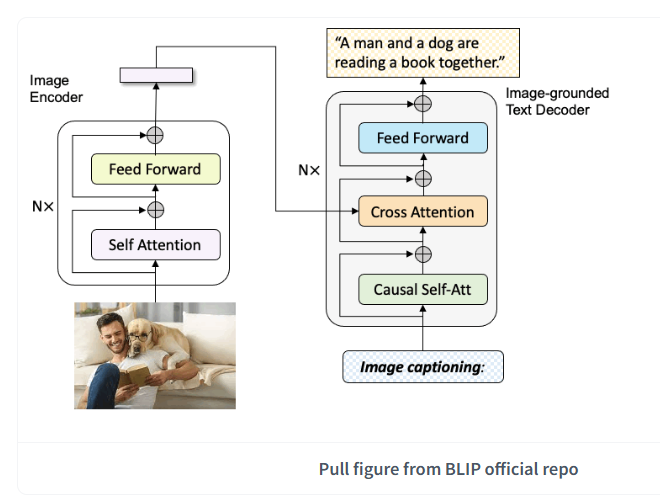 Image
Encoder
N×
Feed Forward
Self Attention
"A man and a dog are
reading a book together."
Image-grounded
Text Decoder
N×
Feed Forward
Cross Attention
Causal Self-Att
Image captioning:
Pull figure from BLIP official repo